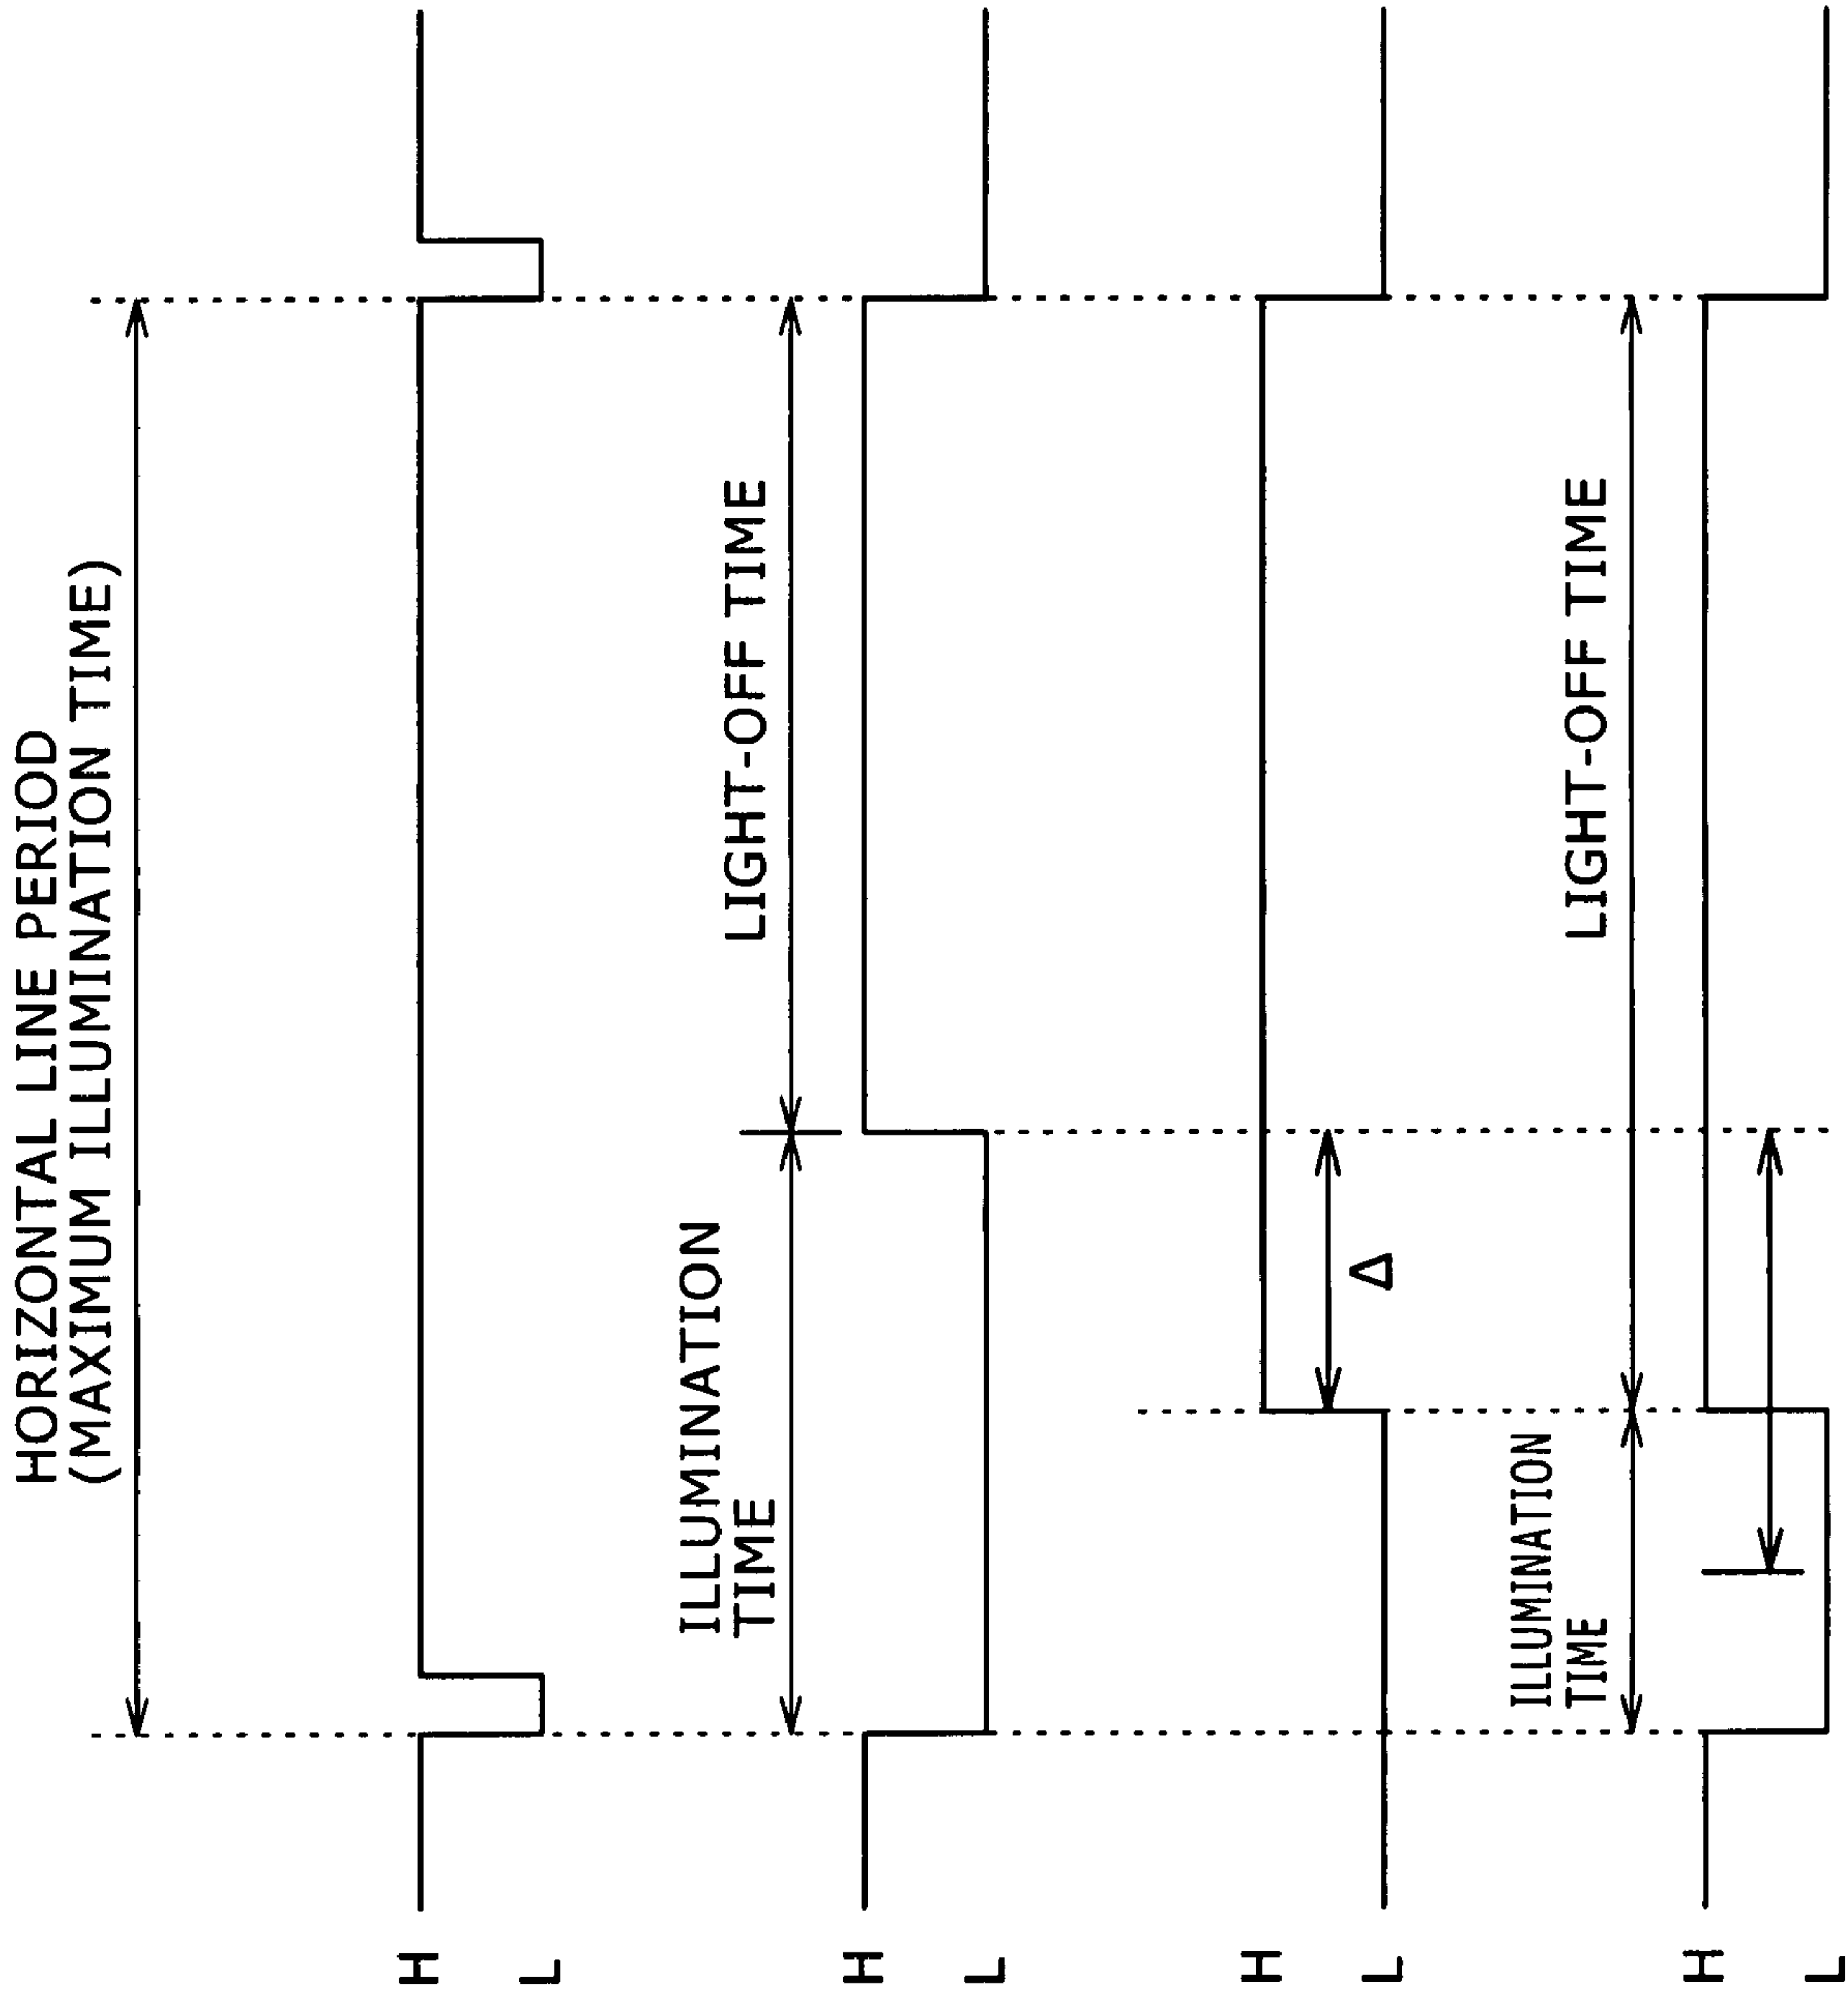 HORIZONTAL LINE PERIOD
(MAXIMUM ILLUMINATION TIME)
H
L
ILLUMINATION
TIME
LIGHT-OFF TIME
H
L
Δ
H
L
ILLUMINATION
TIME
LIGHT-OFF TIME
H
L